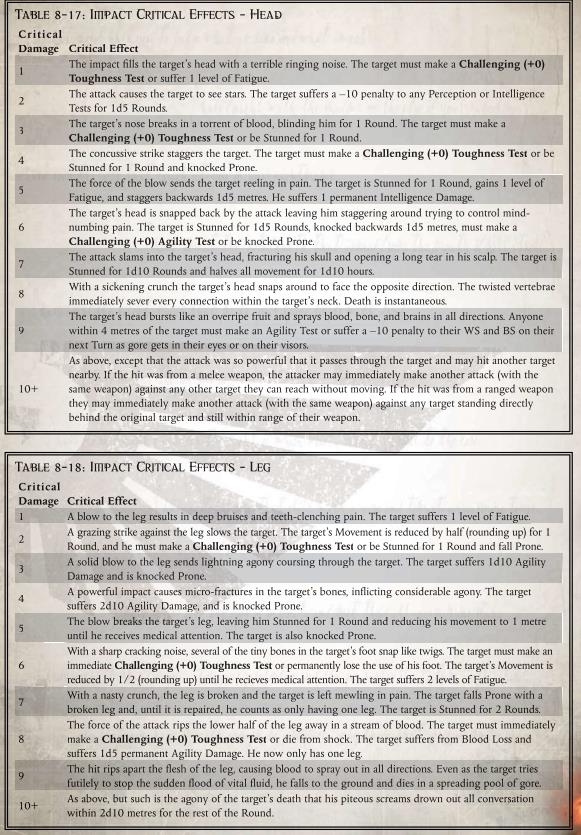 TABLE 8-17: IMPACT CRITICAL EFFECTS - HEAD
Critical
Damage Critical Effect
1 The impact fills the target's head with a terrible ringing noise. The target must make a Challenging (+0)
Toughness Test or suffer 1 level of Fatigue.
2 The attack causes the target to see stars. The target suffers a –10 penalty to any Perception or Intelligence
Tests for 1d5 Rounds.
3 The target's nose breaks in a torrent of blood, blinding him for 1 Round. The target must make a
Challenging (+0) Toughness Test or be Stunned for 1 Round.
4 The concussive strike staggers the target. The target must make a Challenging (+0) Toughness Test or be
Stunned for 1 Round and knocked Prone.
5 The force of the blow sends the target reeling in pain. The target is Stunned for 1 Round, gains 1 level of
Fatigue, and staggers backwards 1d5 metres. He suffers 1 permanent Intelligence Damage.
The target's head is snapped back by the attack leaving him staggering around trying to control mind-
6 numbing pain. The target is Stunned for 1d5 Rounds, knocked backwards 1d5 metres, must make a
Challenging (+0) Agility Test or be knocked Prone.
7 The attack slams into the target's head, fracturing his skull and opening a long tear in his scalp. The target is
Stunned for 1d10 Rounds and halves all movement for 1d10 hours.
8 With a sickening crunch the target's head snaps around to face the opposite direction. The twisted vertebrae
immediately sever every connection within the target's neck. Death is instantaneous.
The target's head bursts like an overripe fruit and sprays blood, bone, and brains in all directions. Anyone
9 within 4 metres of the target must make an Agility Test or suffer a –10 penalty to their WS and BS on their
next Turn as gore gets in their eyes or on their visors.
As above, except that the attack was so powerful that it passes through the target and may hit another target
nearby. If the hit was from a melee weapon, the attacker may immediately make another attack (with the
10+ same weapon) against any other target they can reach without moving. If the hit was from a ranged weapon
they may immediately make another attack (with the same weapon) against any target standing directly
behind the original target and still within range of their weapon.
TABLE 8-18: IMPACT CRITICAL EFFECTS - LEG
Critical
Damage Critical Effect
1 A blow to the leg results in deep bruises and teeth-clenching pain. The target suffers 1 level of Fatigue.
2 A grazing strike against the leg slows the target. The target's Movement is reduced by half (rounding up) for 1
Round, and he must make a Challenging (+0) Toughness Test or be Stunned for 1 Round and fall Prone.
3 A solid blow to the leg sends lightning agony coursing through the target. The target suffers 1d10 Agility
Damage and is knocked Prone.
4 A powerful impact causes micro-fractures in the target's bones, inflicting considerable agony. The target
suffers 2d10 Agility Damage, and is knocked Prone.
5 The blow breaks the target's leg, leaving him Stunned for 1 Round and reducing his movement to 1 metre
until he receives medical attention. The target is also knocked Prone.
With a sharp cracking noise, several of the tiny bones in the target's foot snap like twigs. The target must make an
6 immediate Challenging (+0) Toughness Test or permanently lose the use of his foot. The target's Movement is
reduced by 1/2 (rounding up) until he recieves medical attention. The target suffers 2 levels of Fatigue.
7 With a nasty crunch, the leg is broken and the target is left mewling in pain. The target falls Prone with a
broken leg and, until it is repaired, he counts as only having one leg. The target is Stunned for 2 Rounds.
The force of the attack rips the lower half of the leg away in a stream of blood. The target must immediately
8 make a Challenging (+0) Toughness Test or die from shock. The target suffers from Blood Loss and
suffers 1d5 permanent Agility Damage. He now only has one leg.
9 The hit rips apart the flesh of the leg, causing blood to spray out in all directions. Even as the target tries
futilely to stop the sudden flood of vital fluid, he falls to the ground and dies in a spreading pool of gore.
10+ As above, but such is the agony of the target's death that his piteous screams drown out all conversation
within 2d10 metres for the rest of the Round.